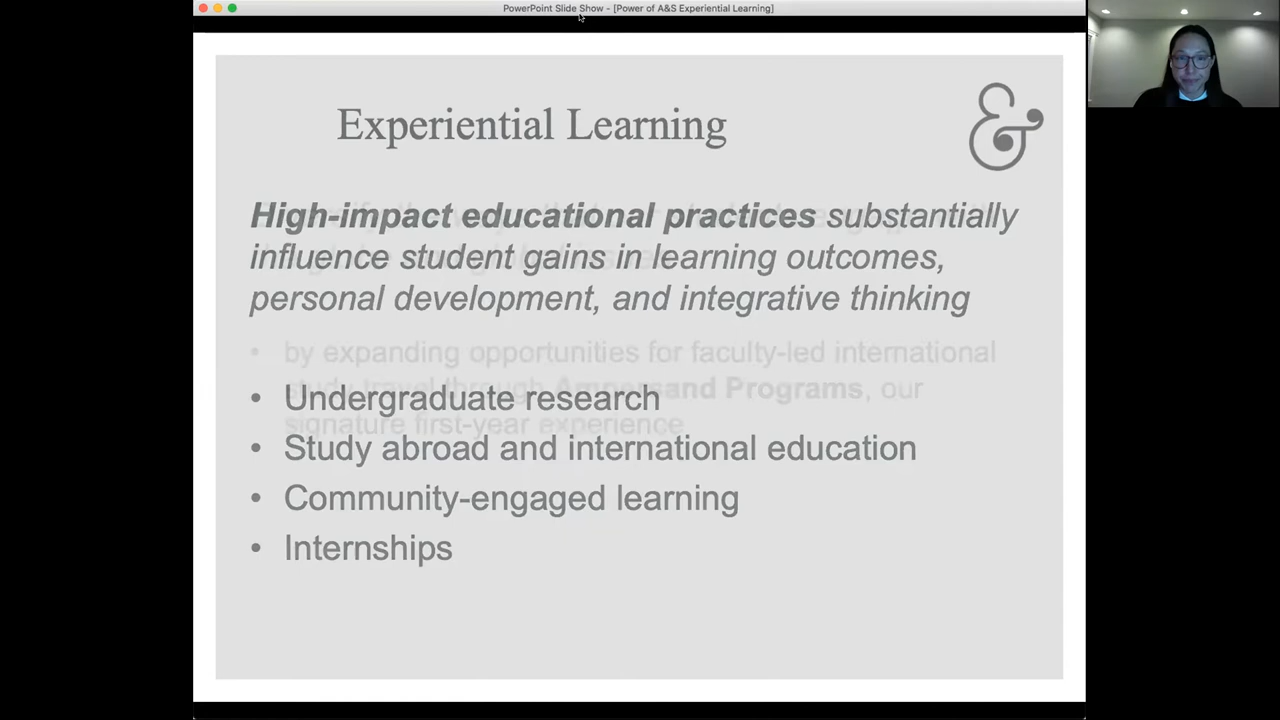 PowerPoint Slide Show - [Power of A&S Experiential Learning]
Experiential Learning
&
High-impact educational practices substantially
influence student gains in learning outcomes,
personal development, and integrative thinking
• by expanding opportunities for faculty-led international
study travel through Ampersand Programs, our
signature first-year experience
• Undergraduate research
• Study abroad and international education
• Community-engaged learning
• Internships